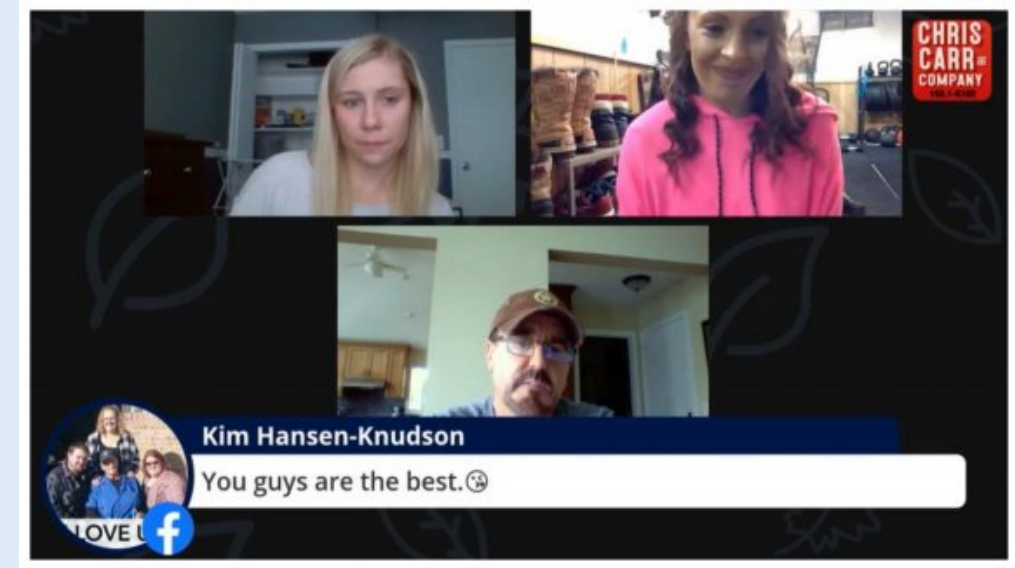 CHRIS
CARR &
COMPANY
Kim Hansen-Knudson
You guys are the best.😘
LOVE U